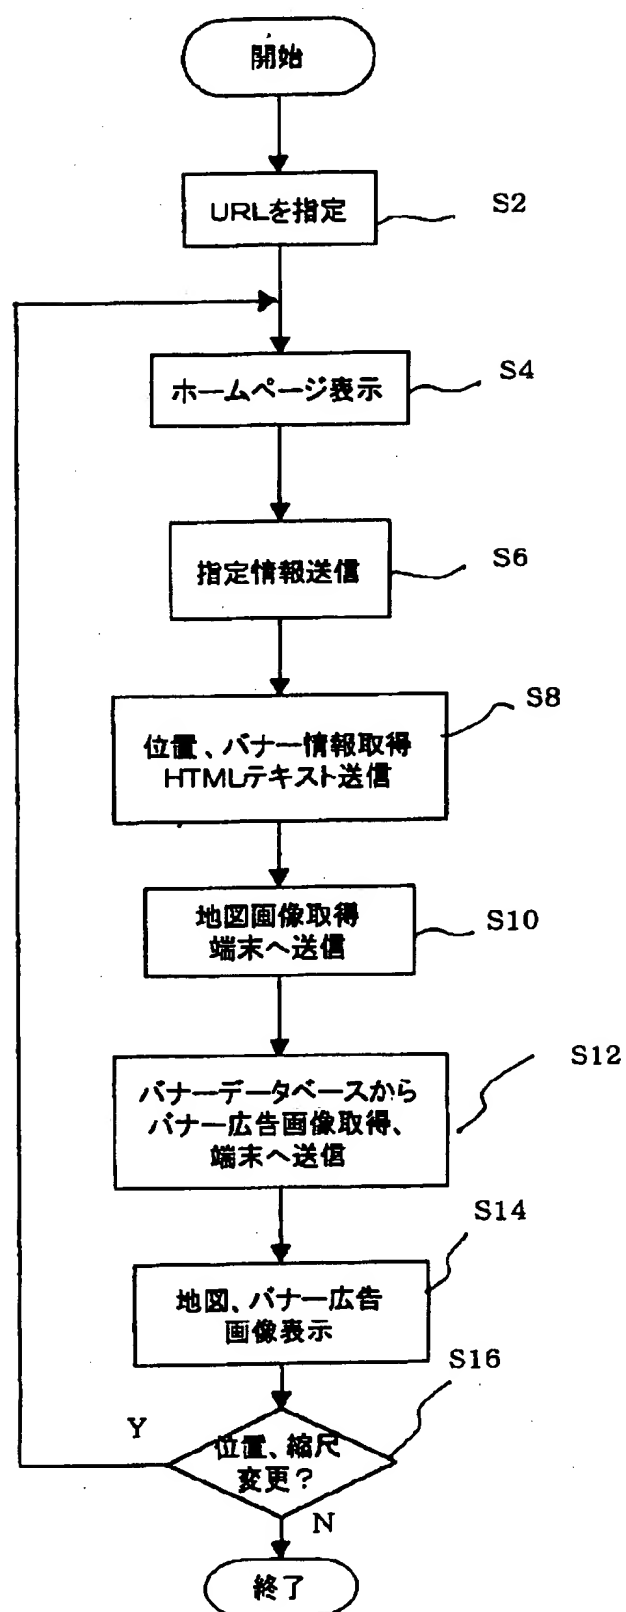 開始
URLを指定
S2
ホームページ表示
S4
指定情報送信
S6
位置、バナー情報取得
HTMLテキスト送信
S8
地図画像取得
端末へ送信
S10
バナーデータベースから
バナー広告画像取得、
端末へ送信
S12
地図、バナー広告
画像表示
S14
位置、縮尺
変更？
S16
Y
N
終了